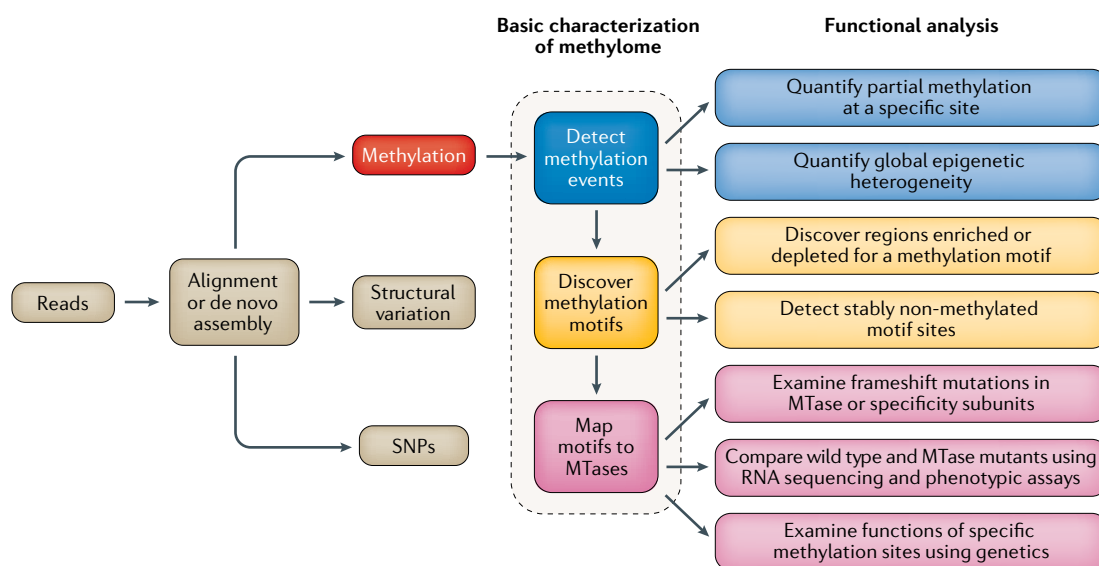 Basic characterization
of methylome
Functional analysis
Reads
Alignment
or de novo
assembly
Methylation
Structural
variation
SNPs
Detect
methylation
events
Discover
methylation
motifs
Map
motifs to
MTases
Quantify partial methylation
at a specific site
Quantify global epigenetic
heterogeneity
Discover regions enriched or
depleted for a methylation motif
Detect stably non-methylated
motif sites
Examine frameshift mutations in
MTase or specificity subunits
Compare wild type and MTase mutants using
RNA sequencing and phenotypic assays
Examine functions of specific
methylation sites using genetics